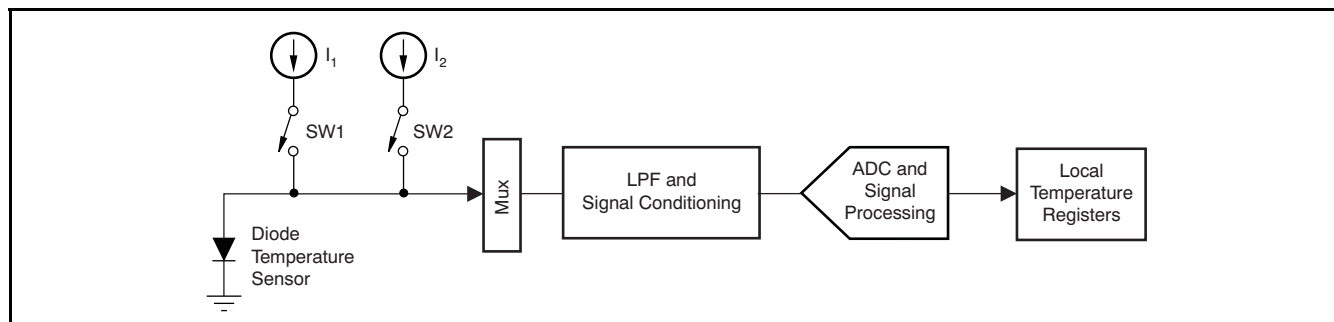 I1
I2
SW1
SW2
Mux
LPF and
Signal Conditioning
ADC and
Signal
Processing
Local
Temperature
Registers
Diode
Temperature
Sensor